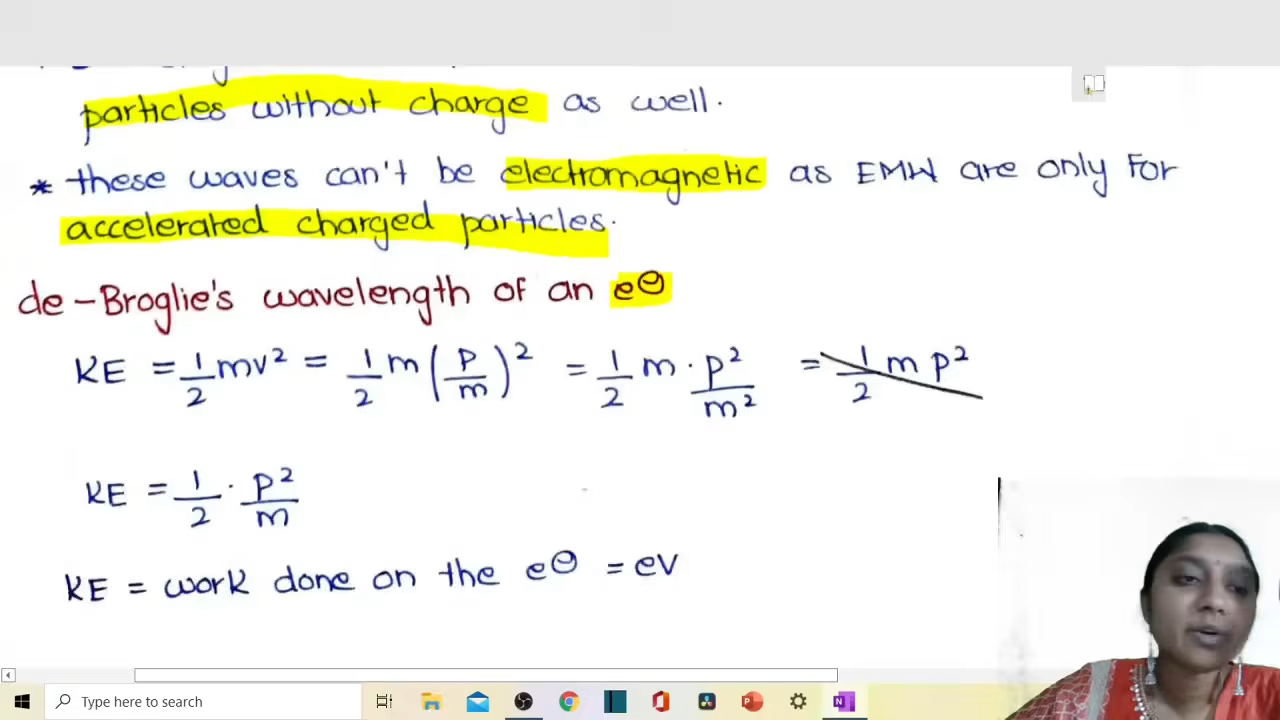 particles without charge as well.
* these waves can't be electromagnetic as EMW are only for
accelerated charged particles.
de-Broglie's wavelength of an e⊖
KE = 1/2 mv² = 1/2 m (p/m)² = 1/2 m · p²/m² = 1/2 m p²
KE = 1/2 · p²/m
KE = work done on the e⊖ = eV
Type here to search